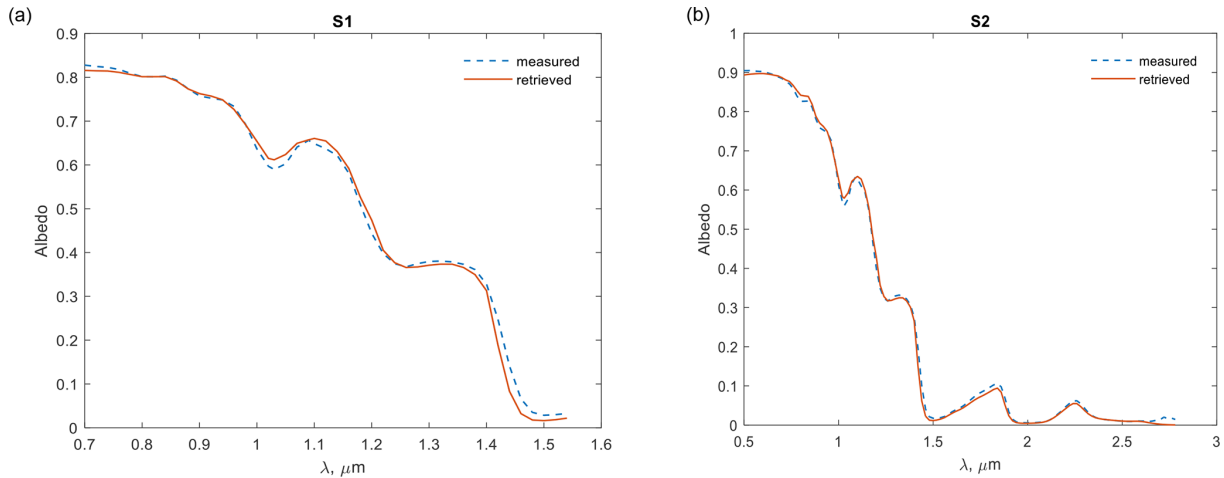 (a)
S1
0.9
0.8
0.7
0.6
0.5
0.4
0.3
0.2
0.1
0
Albedo
measured
retrieved
0.7 0.8 0.9 1 1.1 1.2 1.3 1.4 1.5 1.6
λ, μm
(b)
S2
1
0.9
0.8
0.7
0.6
0.5
0.4
0.3
0.2
0.1
0
Albedo
measured
retrieved
0.5 1 1.5 2 2.5 3
λ, μm